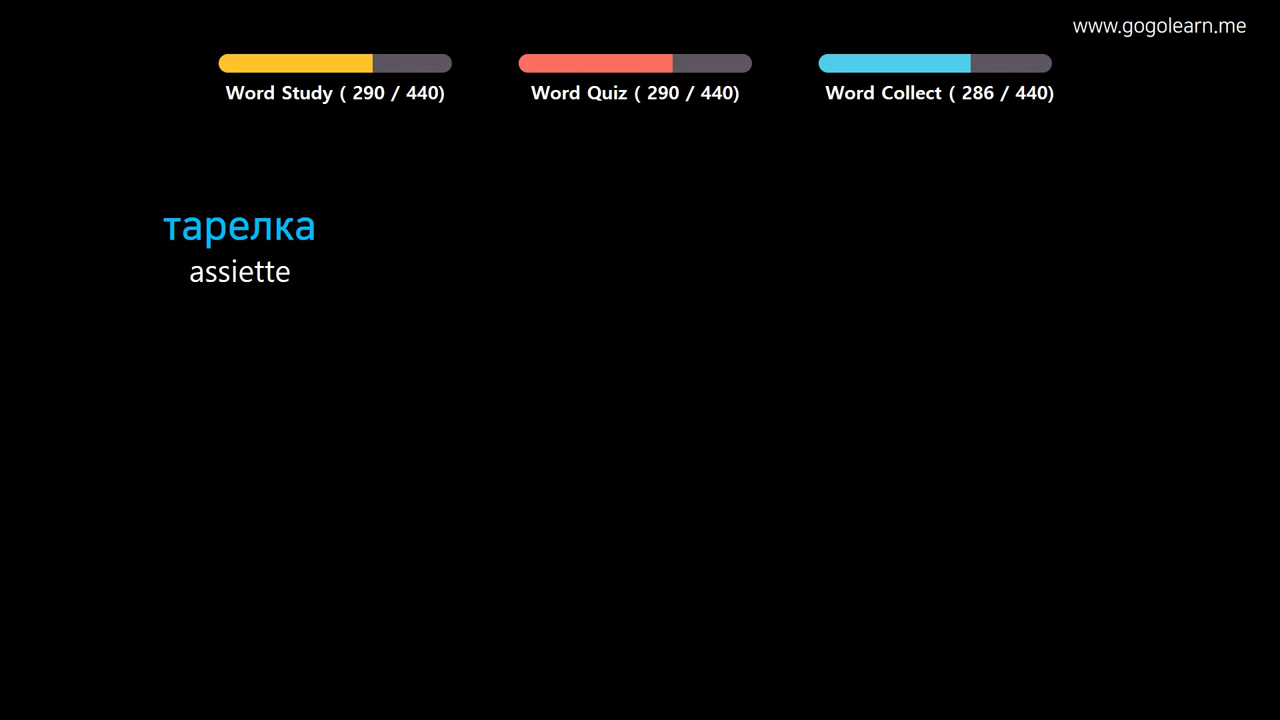 www.gogolearn.me
Word Study ( 290 / 440)
Word Quiz ( 290 / 440)
Word Collect ( 286 / 440)
тарелка
assiette